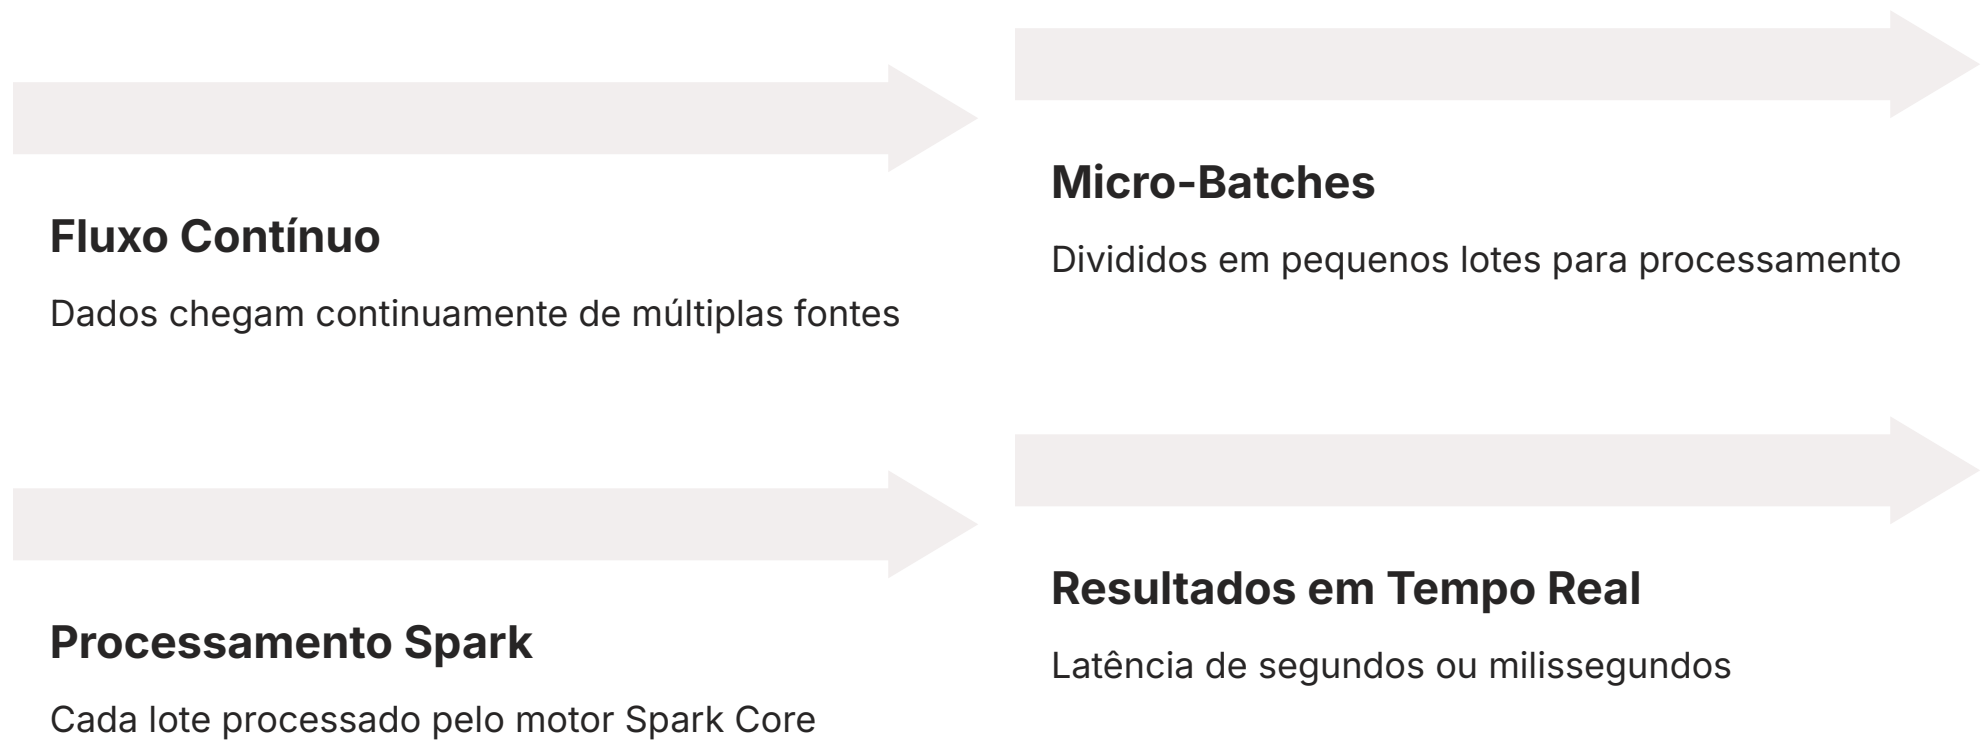 Fluxo Contínuo
Dados chegam continuamente de múltiplas fontes
Micro-Batches
Divididos em pequenos lotes para processamento
Processamento Spark
Cada lote processado pelo motor Spark Core
Resultados em Tempo Real
Latência de segundos ou milissegundos